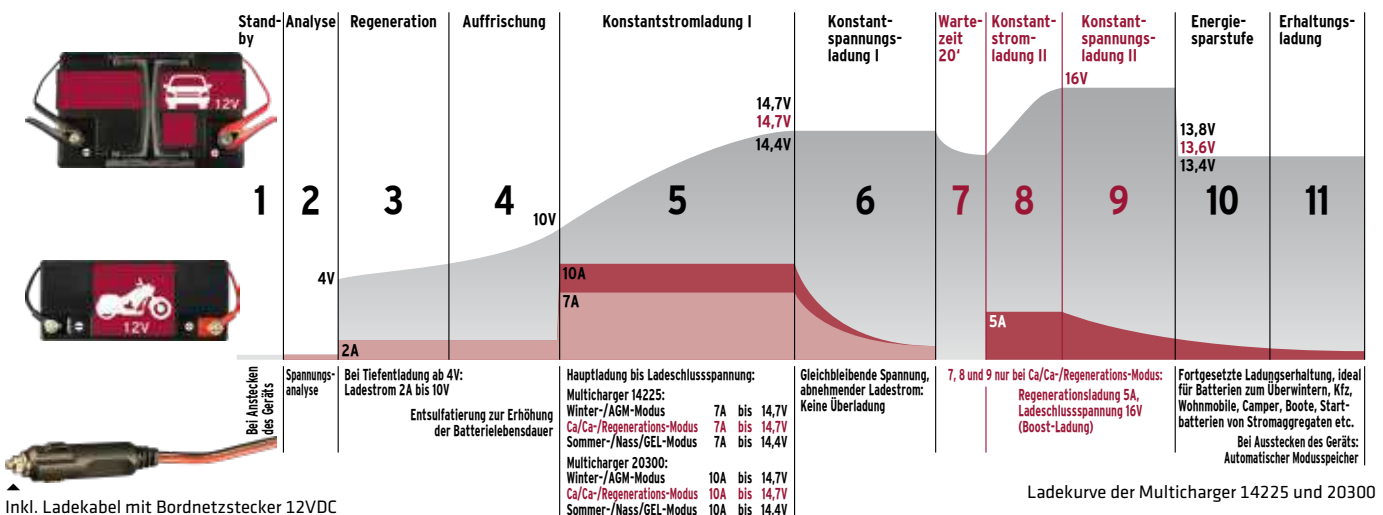 Stand-
by
Analyse
Regeneration
Auffrischung
Konstantstromladung I
Konstant-
spannungs-
ladung I
Warte-
zeit
20‘
Konstant-
strom-
ladung II
Konstant-
spannungs-
ladung II
Energie-
sparstufe
Erhaltungs-
ladung
12V
12V
16V
14,7V
14,7V
14,4V
13,8V
13,6V
13,4V
10V
4V
1
2
3
4
5
6
7
8
9
10
11
10A
7A
5A
2A
Bei Anstecken
des Geräts
Spannungs-
analyse
Bei Tiefentladung ab 4V:
Ladestrom 2A bis 10V
Entsulfatierung zur Erhöhung
der Batterielebensdauer
Hauptladung bis Ladeschlussspannung:
Multicharger 14225:
Winter-/AGM-Modus 7A bis 14,7V
Ca/Ca-/Regenerations-Modus 7A bis 14,7V
Sommer-/Nass/GEL-Modus 7A bis 14,4V
Multicharger 20300:
Winter-/AGM-Modus 10A bis 14,7V
Ca/Ca-/Regenerations-Modus 10A bis 14,7V
Sommer-/Nass/GEL-Modus 10A bis 14,4V
Gleichbleibende Spannung,
abnehmender Ladestrom:
Keine Überladung
7, 8 und 9 nur bei Ca/Ca-/Regenerations-Modus:
Regenerationsladung 5A,
Ladeschlussspannung 16V
(Boost-Ladung)
Fortgesetzte Ladungserhaltung, ideal
für Batterien zum Überwintern, Kfz,
Wohnmobile, Camper, Boote, Start-
batterien von Stromaggregaten etc.
Bei Ausstecken des Geräts:
Automatischer Modusspeicher
Inkl. Ladekabel mit Bordnetzstecker 12VDC
Ladekurve der Multicharger 14225 und 20300